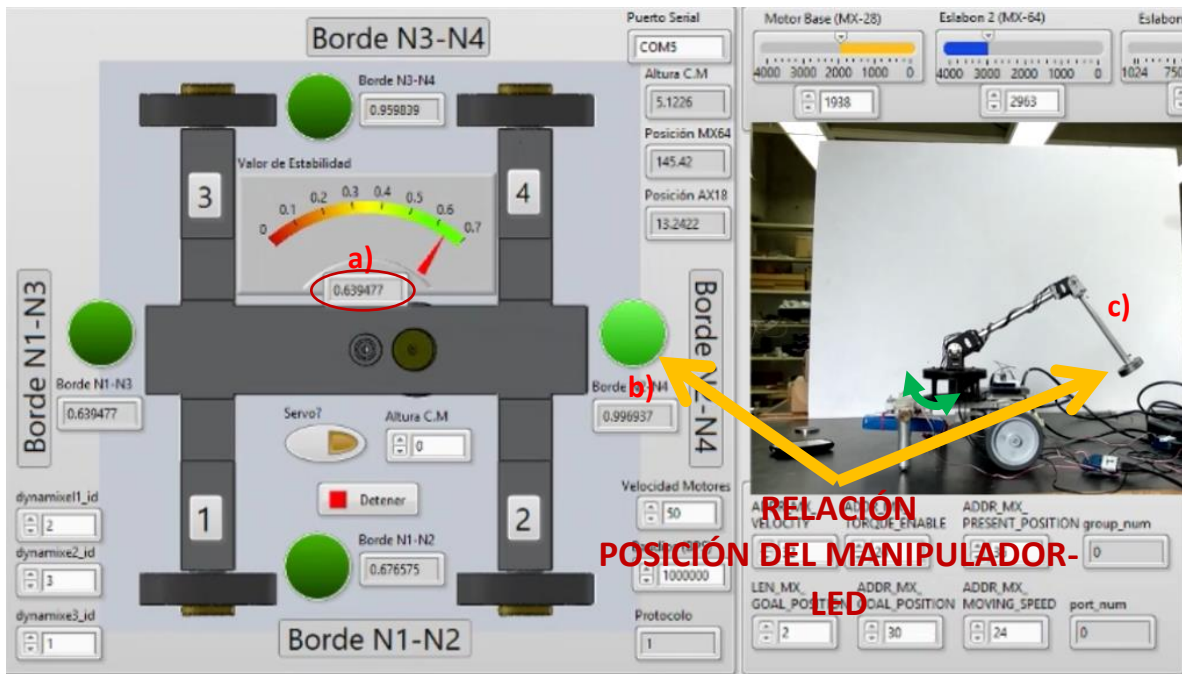 Borde N3-N4
Puerto Serial
COM5
Motor Base (MX-28)
Eslabon 2 (MX-64)
Eslabon
4000 3000 2000 1000 0
4000 3000 2000 1000 0
1024 750
1938
2963
Borde N3-N4
0.959839
Altura C.M
5.1226
Posición MX64
145.42
Posición AX18
13.2422
Valor de Estabilidad
0 0.1 0.2 0.3 0.4 0.5 0.6 0.7
3
4
a)
0.639477
Borde N1-N3
Borde N1-N3
0.639477
b)
0.996937
Borde N2-N4
c)
Servo?
Altura C.M
0
Detener
1
2
Borde N1-N2
0.676575
Borde N1-N2
dynamixel1_id
2
dynamixe2_id
3
dynamixe3_id
1
Velocidad Motores
50
1000000
Protocolo
1
RELACIÓN
POSICIÓN DEL MANIPULADOR-
LED
VELOCITY
TORQUE_ENABLE
ADDR_MX_
PRESENT_POSITION
group_num
0
LEN_MX_
GOAL_POSITION
2
ADDR_MX_
GOAL_POSITION
30
ADDR_MX_
MOVING_SPEED
24
port_num
0